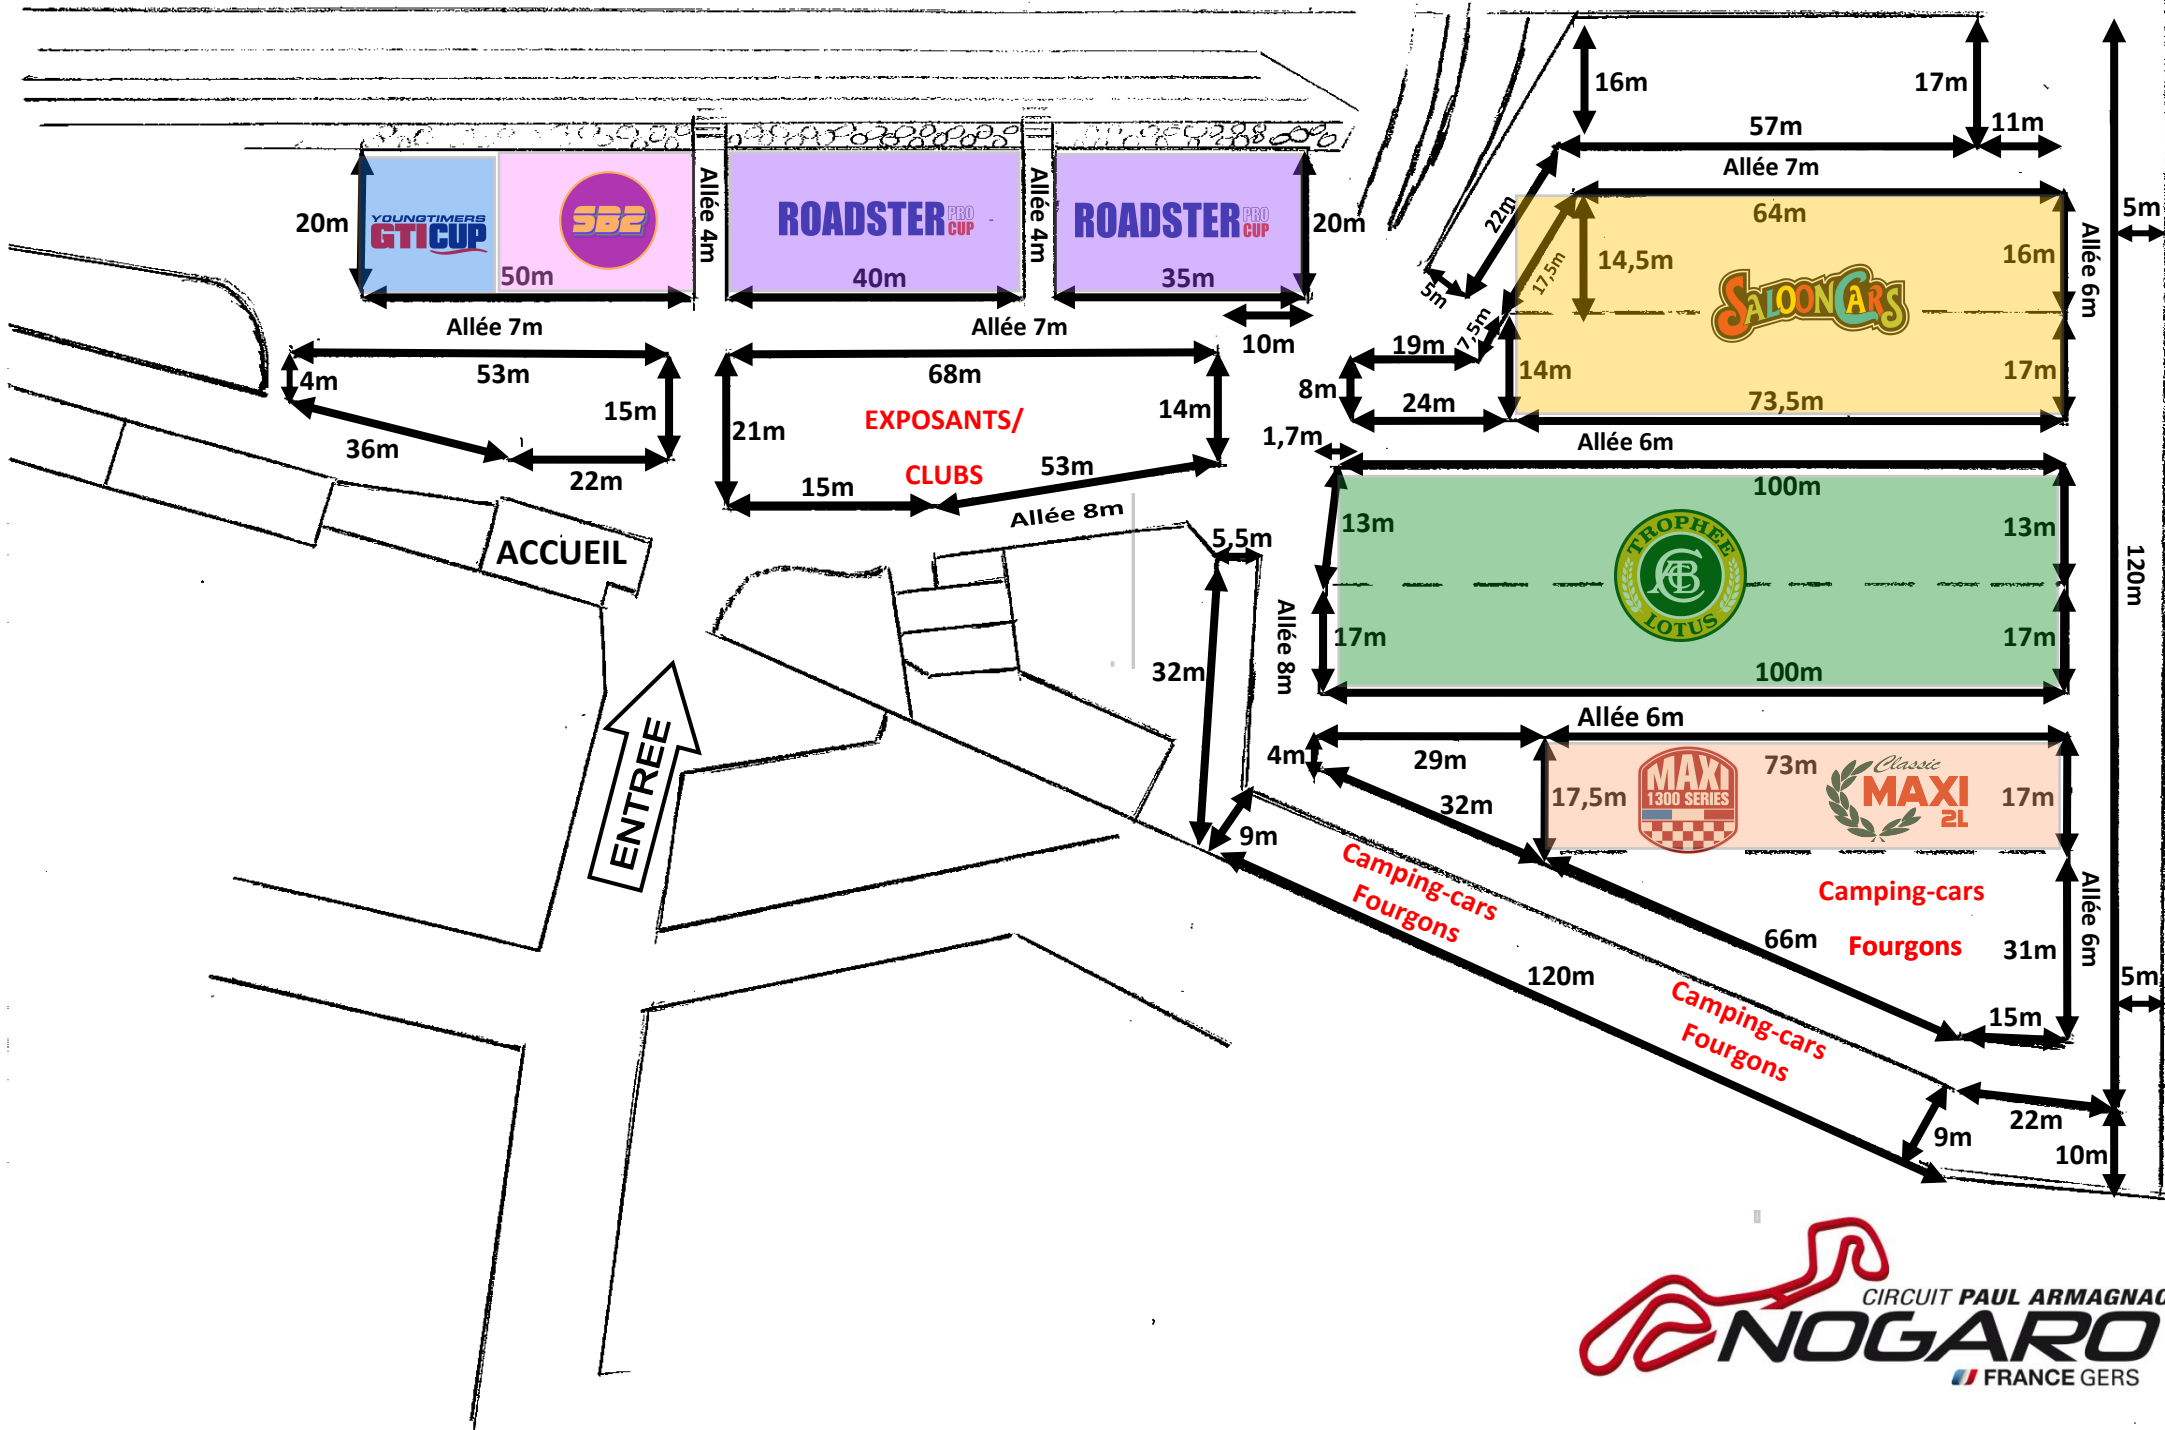 16m
17m
57m
11m
Allée 7m
64m
5m
22m
17,5m
14,5m
16m
Allée 6m
5m
SALOONCARS
7,5m
19m
8m
14m
17m
24m
73,5m
20m
YOUNGTIMERS
GTICUP
SB2
50m
Allée 4m
ROADSTER PRO CUP
40m
Allée 4m
ROADSTER PRO CUP
35m
20m
Allée 7m
Allée 7m
10m
4m
53m
15m
36m
22m
68m
21m
14m
EXPOSANTS/
CLUBS
15m
53m
Allée 8m
1,7m
Allée 6m
100m
13m
13m
TROPHEE
ACBC
LOTUS
17m
17m
100m
120m
ACCUEIL
5,5m
32m
Allée 8m
ENTREE
Allée 6m
4m
29m
73m
32m
17,5m
MAXI
1300 SERIES
Classic
MAXI
2L
17m
9m
Camping-cars
Fourgons
Camping-cars
Fourgons
Allée 6m
66m
31m
120m
15m
5m
Camping-cars
Fourgons
22m
9m
10m
CIRCUIT PAUL ARMAGNAC
NOGARO
FRANCE GERS